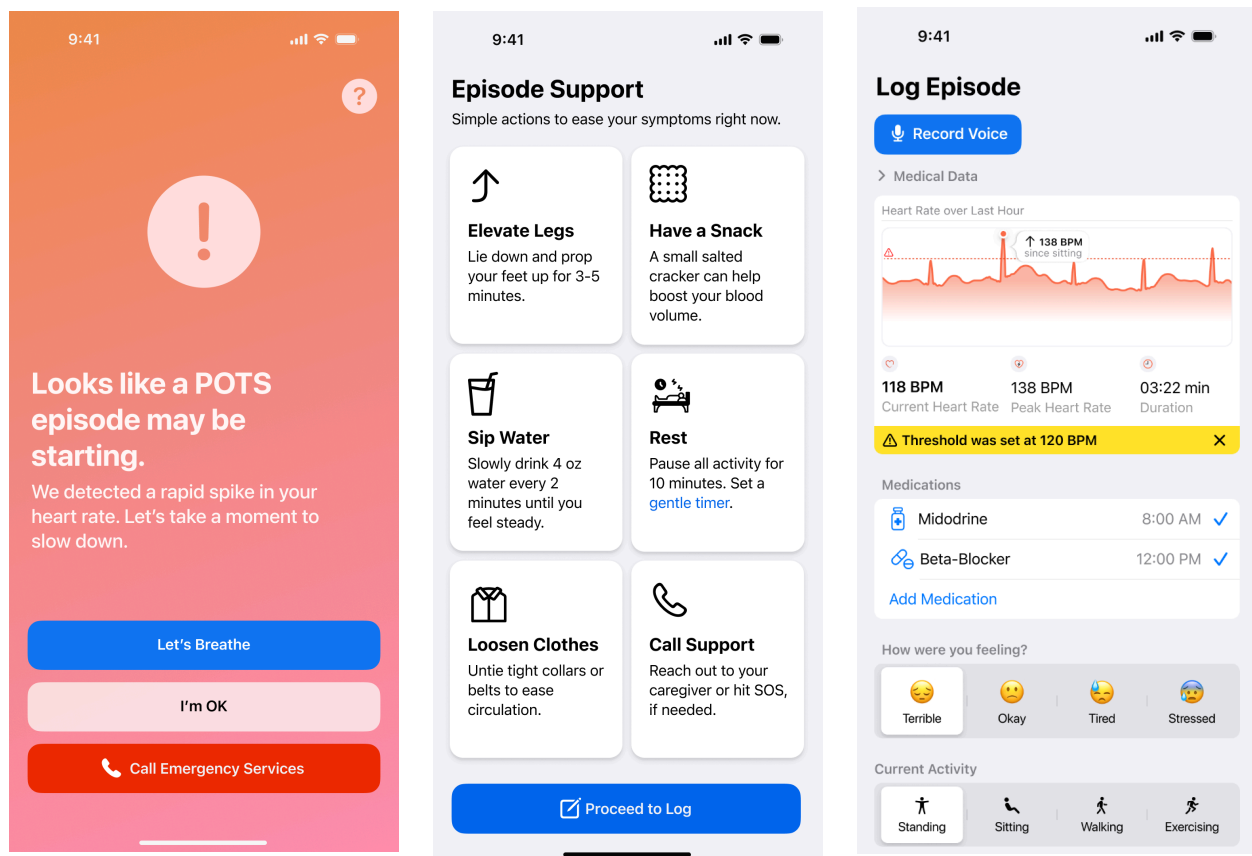 9:41
?
!
Looks like a POTS
episode may be
starting.
We detected a rapid spike in your
heart rate. Let's take a moment to
slow down.
Let's Breathe
I'm OK
Call Emergency Services
9:41
Episode Support
Simple actions to ease your symptoms right now.
Elevate Legs
Lie down and prop
your feet up for 3-5
minutes.
Have a Snack
A small salted
cracker can help
boost your blood
volume.
Sip Water
Slowly drink 4 oz
water every 2
minutes until you
feel steady.
Rest
Pause all activity for
10 minutes. Set a
gentle timer.
Loosen Clothes
Untie tight collars or
belts to ease
circulation.
Call Support
Reach out to your
caregiver or hit SOS,
if needed.
Proceed to Log
9:41
Log Episode
Record Voice
Medical Data
Heart Rate over Last Hour
↑ 138 BPM
since sitting
118 BPM
Current Heart Rate
138 BPM
Peak Heart Rate
03:22 min
Duration
Threshold was set at 120 BPM
Medications
Midodrine 8:00 AM
Beta-Blocker 12:00 PM
Add Medication
How were you feeling?
Terrible Okay Tired Stressed
Current Activity
Standing Sitting Walking Exercising